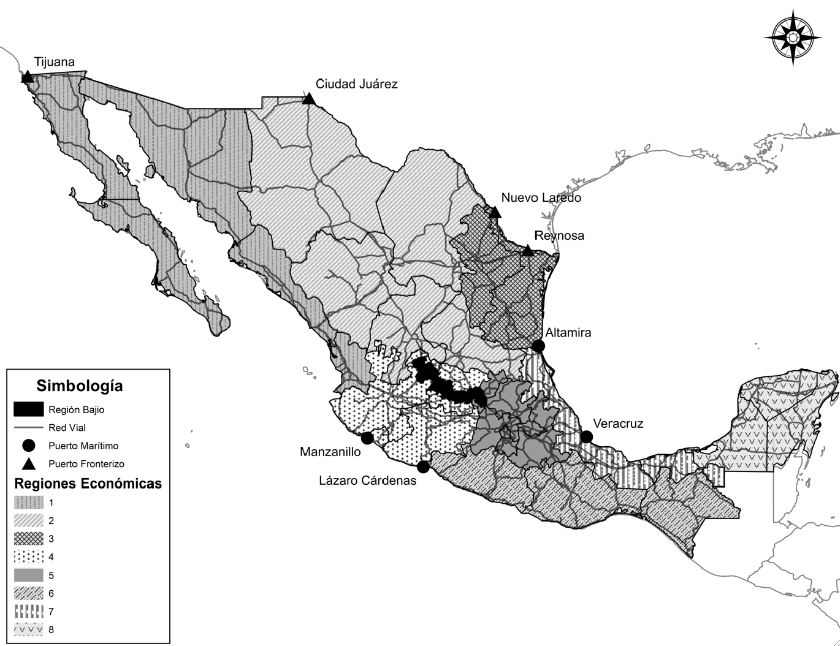 Tijuana
Ciudad Juárez
Nuevo Laredo
Reynosa
Altamira
Veracruz
Manzanillo
Lázaro Cárdenas
Simbología
Región Bajio
Red Vial
Puerto Marítimo
Puerto Fronterizo
Regiones Económicas
1
2
3
4
5
6
7
8